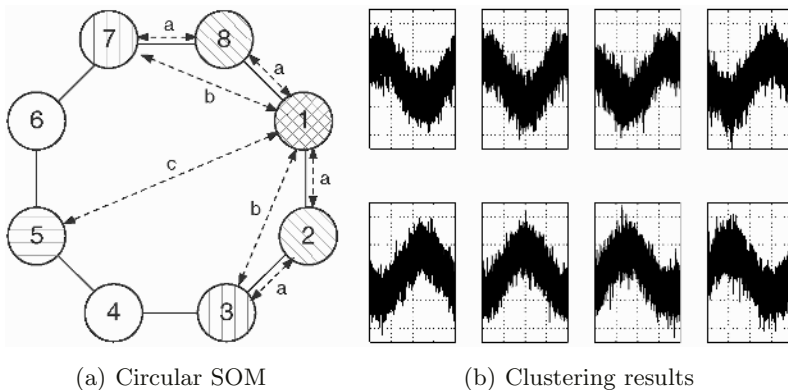 7
a
8
a
b
6
1
c
a
b
5
2
a
4
3
(a) Circular SOM
(b) Clustering results